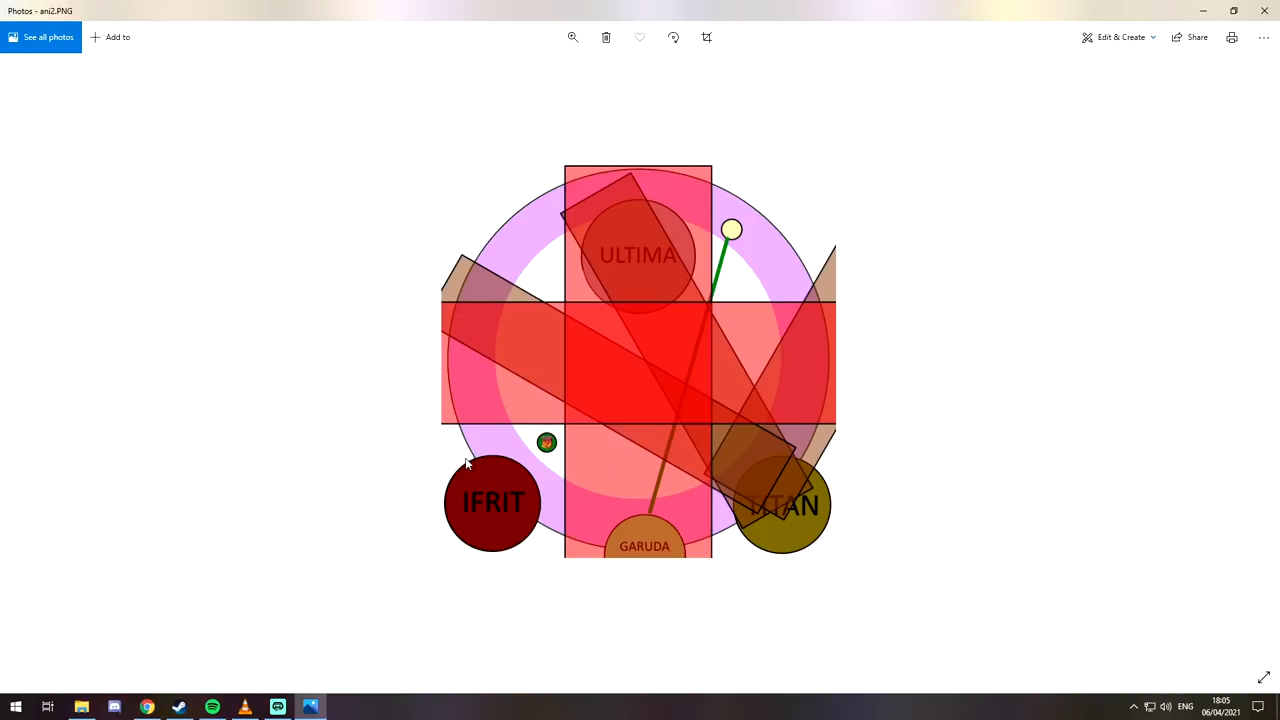 Photos - ani2.PNG
See all photos
Add to
Edit & Create
Share
ULTIMA
IFRIT
TITAN
GARUDA
18:05
ENG
06/04/2021